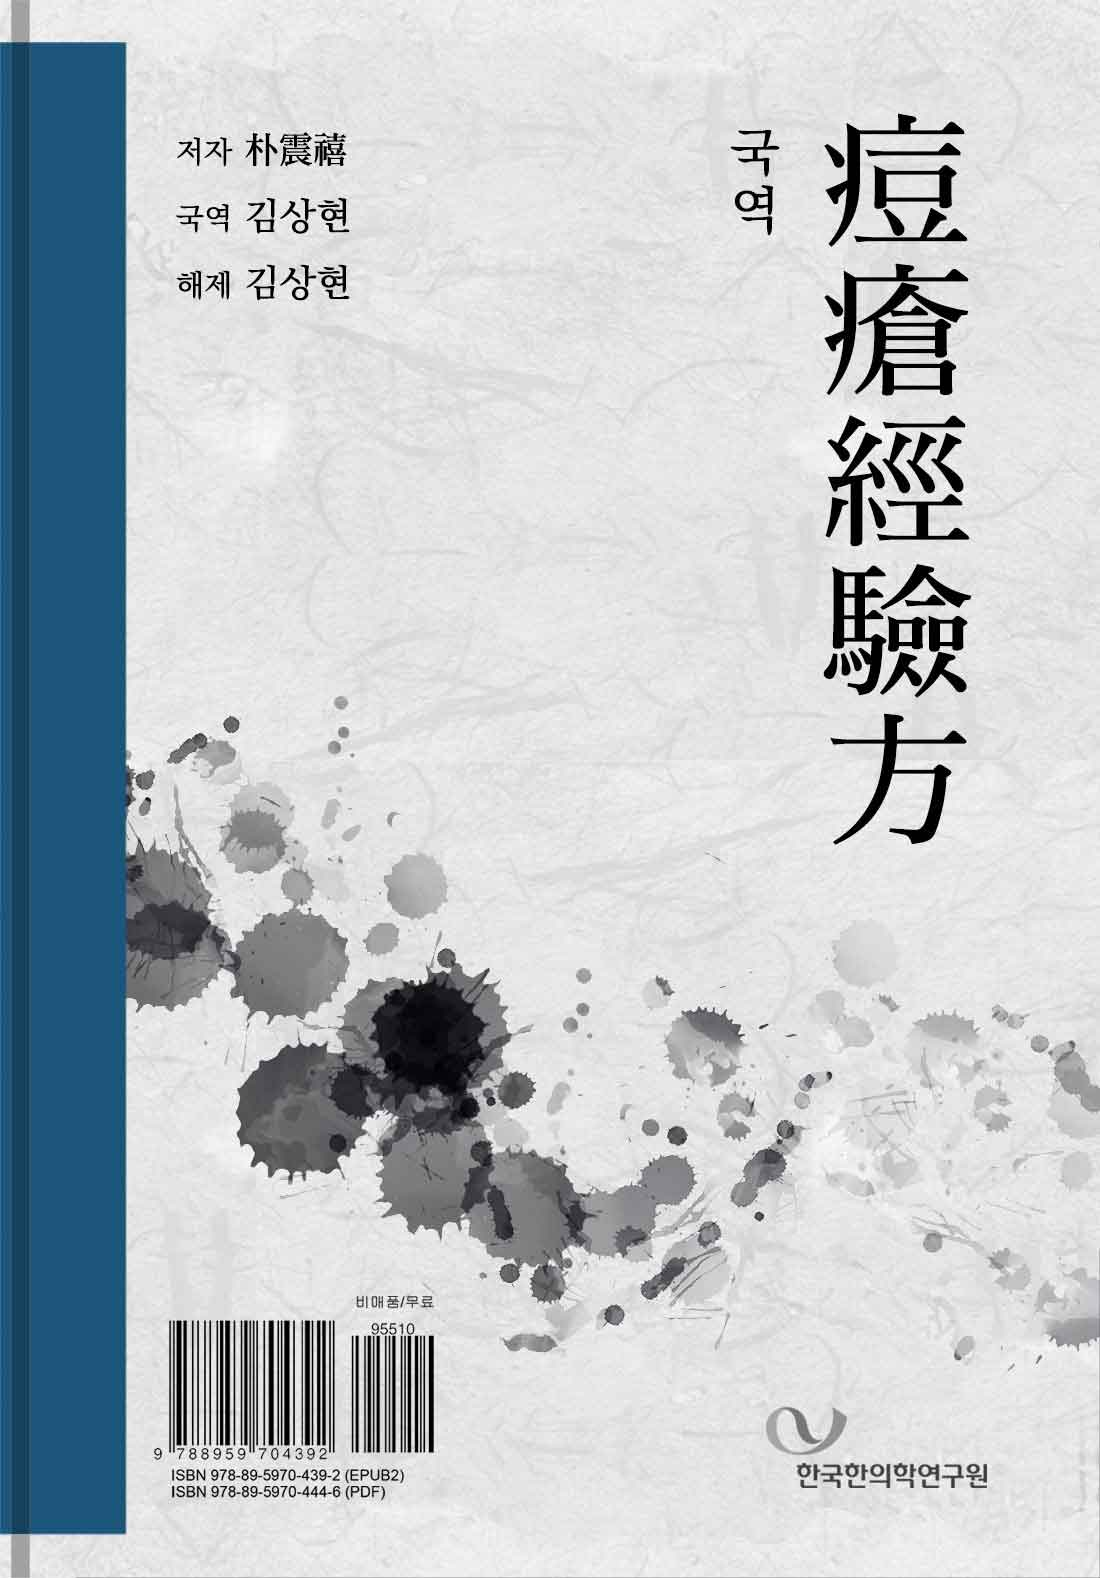 痘瘡經驗方
국역
저자 朴震禧
국역 김상현
해제 김상현
비매품/무료
95510
9 788959 704392
ISBN 978-89-5970-439-2 (EPUB2)
ISBN 978-89-5970-444-6 (PDF)
한국한의학연구원